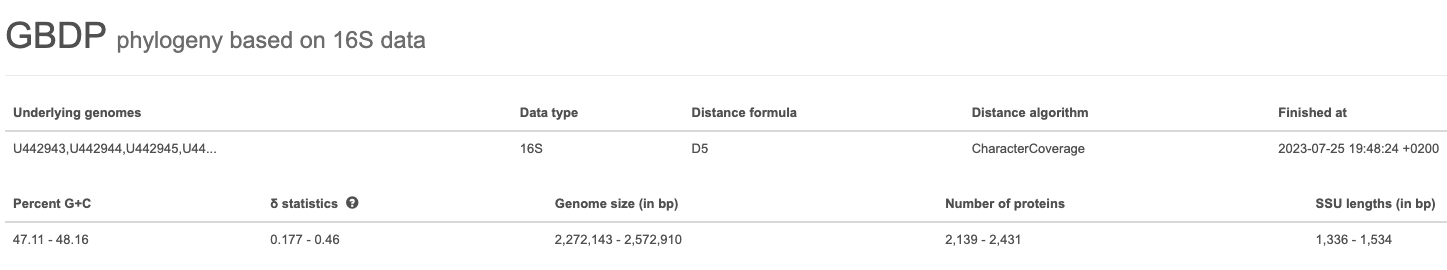 GBDP phylogeny based on 16S data
Underlying genomes Data type Distance formula Distance algorithm Finished at
U442943,U442944,U442945,U44... 16S D5 CharacterCoverage 2023-07-25 19:48:24 +0200
Percent G+C δ statistics ? Genome size (in bp) Number of proteins SSU lengths (in bp)
47.11 - 48.16 0.177 - 0.46 2,272,143 - 2,572,910 2,139 - 2,431 1,336 - 1,534